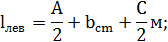 l_лев = A/2 + b_cm + C/2 м;